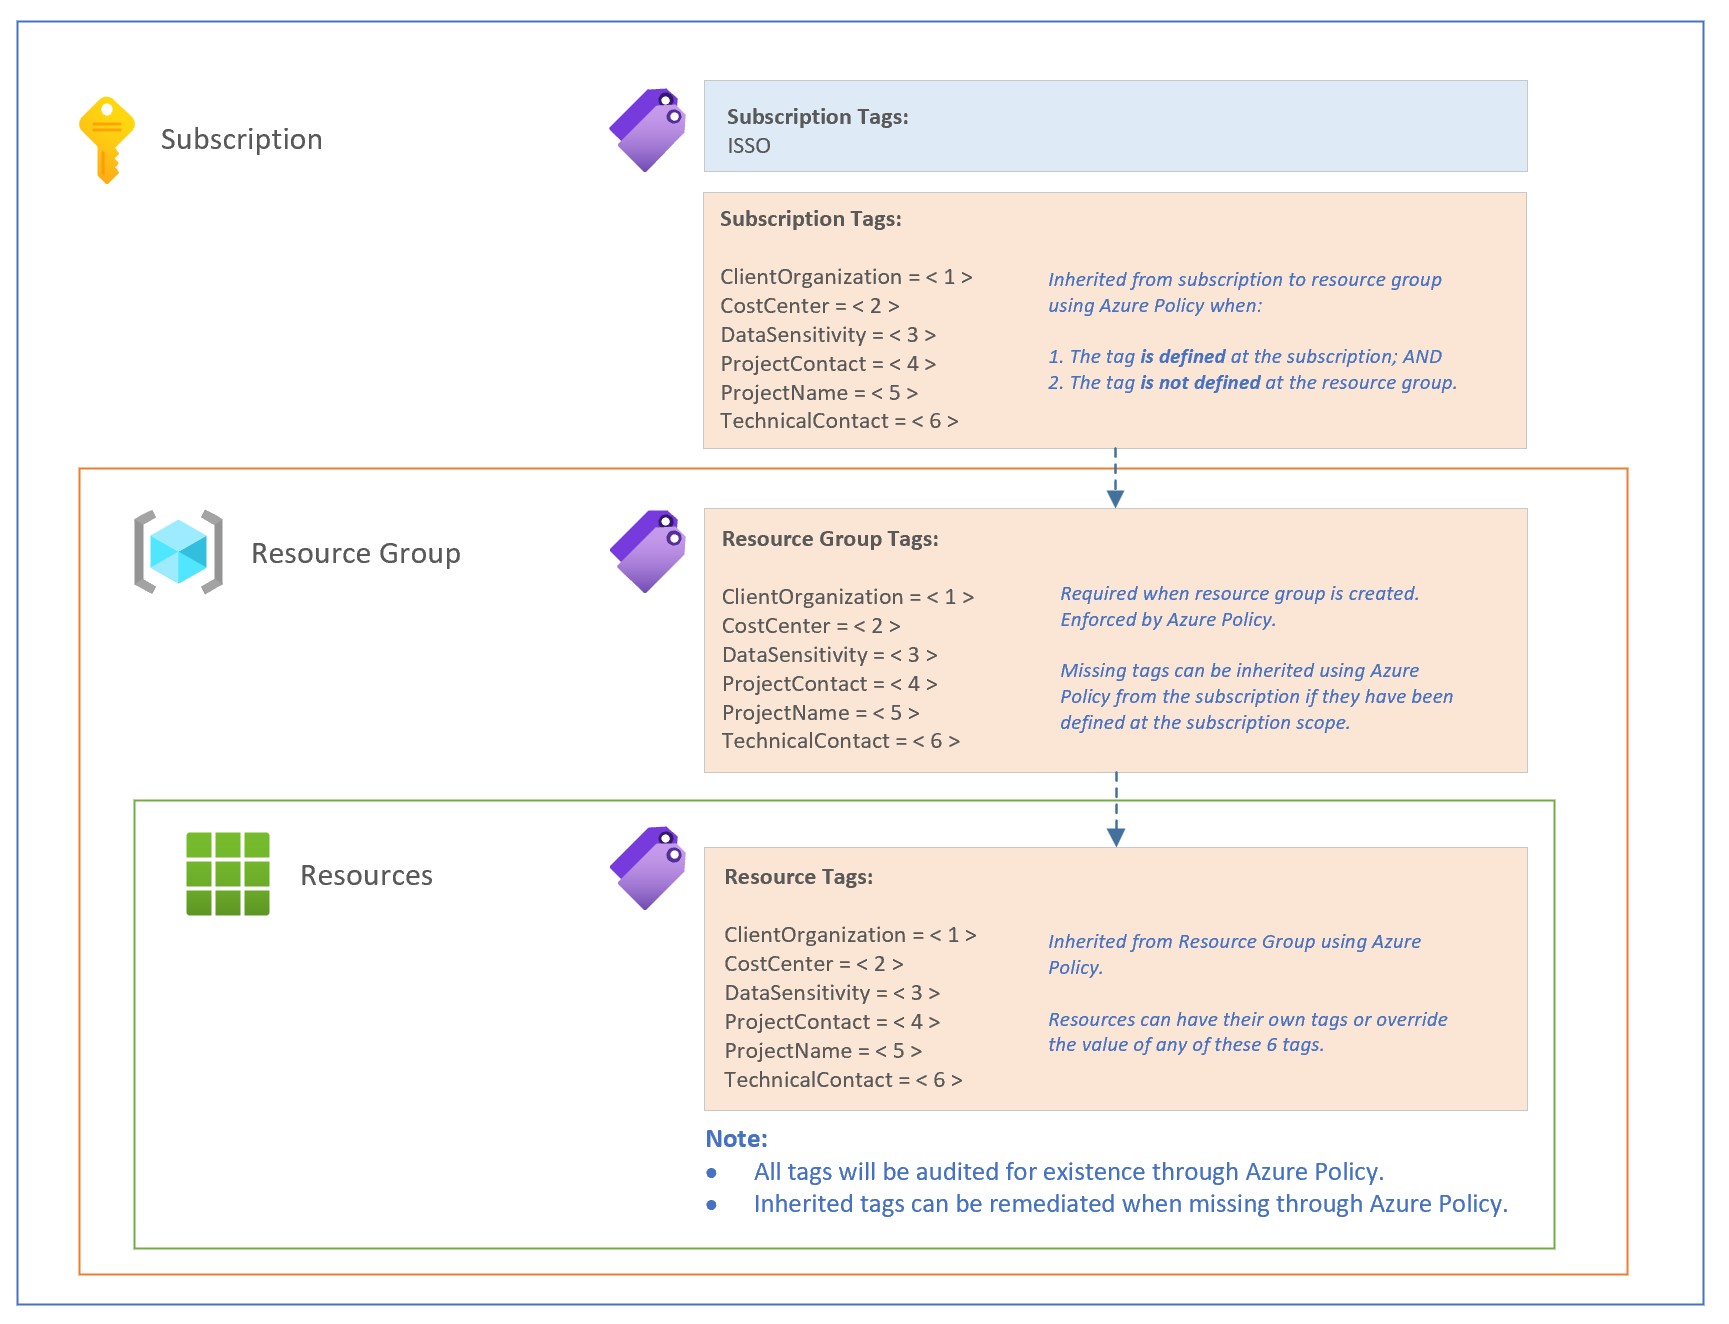 Subscription
Subscription Tags:
ISSO
Subscription Tags:
ClientOrganization = < 1 >
CostCenter = < 2 >
DataSensitivity = < 3 >
ProjectContact = < 4 >
ProjectName = < 5 >
TechnicalContact = < 6 >
Inherited from subscription to resource group
using Azure Policy when:
1. The tag is defined at the subscription; AND
2. The tag is not defined at the resource group.
Resource Group
Resource Group Tags:
ClientOrganization = < 1 >
CostCenter = < 2 >
DataSensitivity = < 3 >
ProjectContact = < 4 >
ProjectName = < 5 >
TechnicalContact = < 6 >
Required when resource group is created.
Enforced by Azure Policy.
Missing tags can be inherited using Azure
Policy from the subscription if they have been
defined at the subscription scope.
Resources
Resource Tags:
ClientOrganization = < 1 >
CostCenter = < 2 >
DataSensitivity = < 3 >
ProjectContact = < 4 >
ProjectName = < 5 >
TechnicalContact = < 6 >
Inherited from Resource Group using Azure
Policy.
Resources can have their own tags or override
the value of any of these 6 tags.
Note:
• All tags will be audited for existence through Azure Policy.
• Inherited tags can be remediated when missing through Azure Policy.